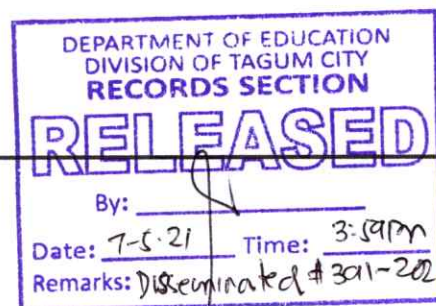 DEPARTMENT OF EDUCATION
DIVISION OF TAGUM CITY
RECORDS SECTION
RELEASED
By:
Date: 7-5-21 Time: 3:59pm
Remarks: Disseminated # 301-202